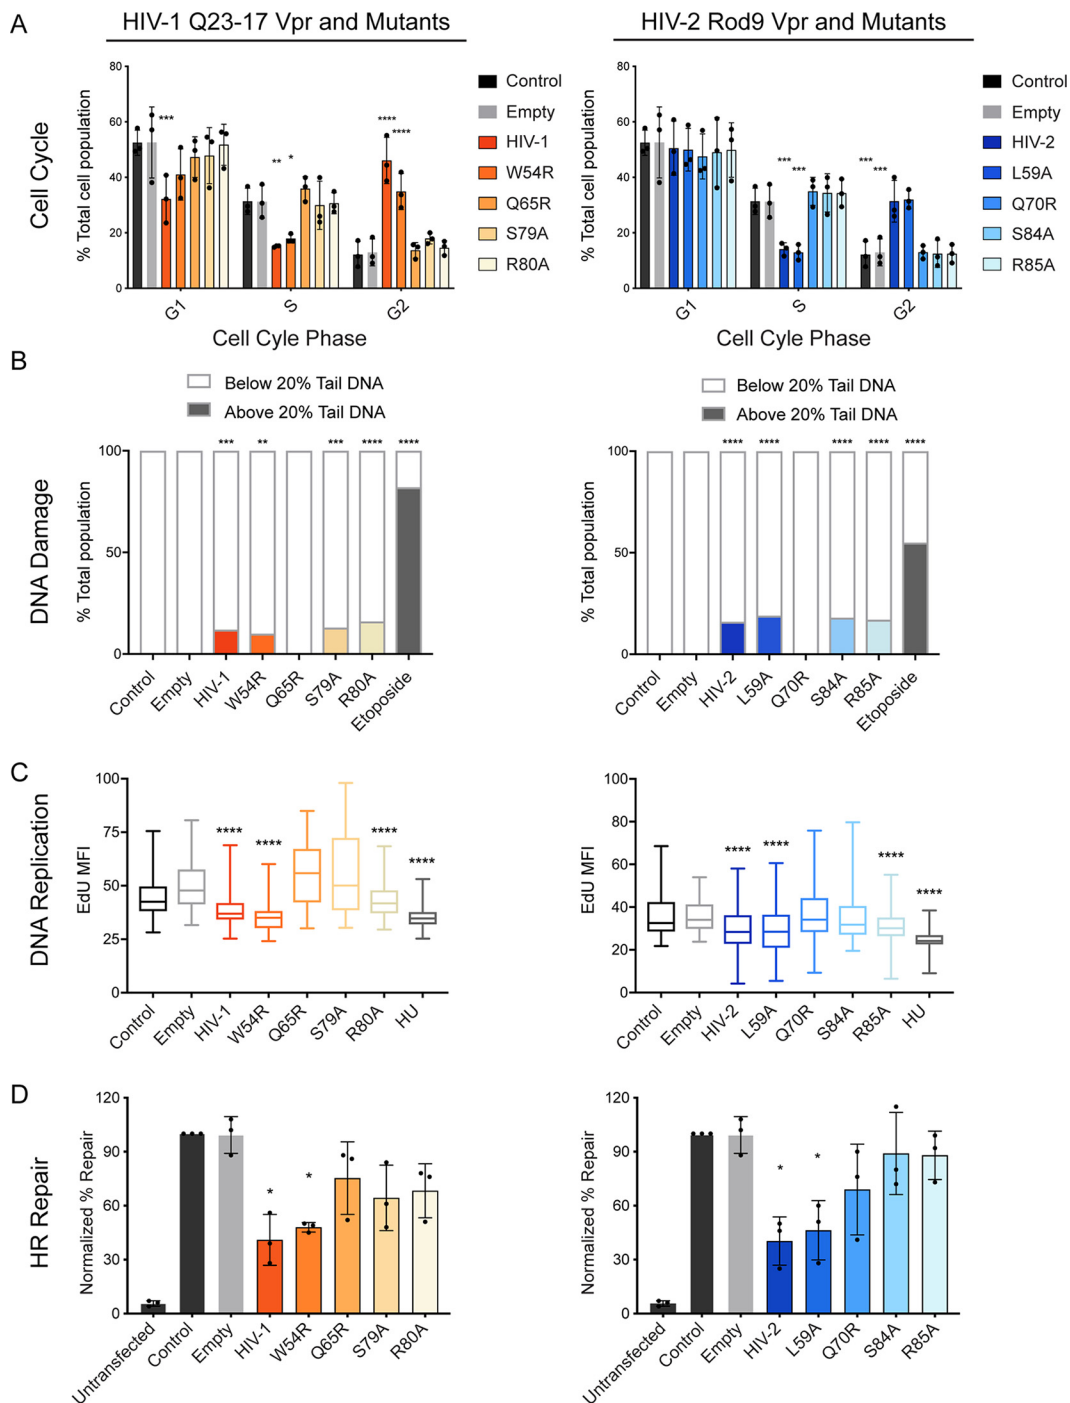 A
HIV-1 Q23-17 Vpr and Mutants
HIV-2 Rod9 Vpr and Mutants
Cell Cycle
% Total cell population
80
60
40
20
0
***
**
*
****
****
G1
S
G2
Cell Cyle Phase
Control
Empty
HIV-1
W54R
Q65R
S79A
R80A
% Total cell population
80
60
40
20
0
***
***
***
***
G1
S
G2
Cell Cyle Phase
Control
Empty
HIV-2
L59A
Q70R
S84A
R85A
B
DNA Damage
Below 20% Tail DNA
Above 20% Tail DNA
% Total population
100
50
0
***
**
***
****
****
Control
Empty
HIV-1
W54R
Q65R
S79A
R80A
Etoposide
Below 20% Tail DNA
Above 20% Tail DNA
% Total population
100
50
0
****
****
****
****
****
Control
Empty
HIV-2
L59A
Q70R
S84A
R85A
Etoposide
C
DNA Replication
EdU MFI
100
75
50
25
0
****
****
****
****
Control
Empty
HIV-1
W54R
Q65R
S79A
R80A
HU
EdU MFI
100
80
60
40
20
0
****
****
****
****
Control
Empty
HIV-2
L59A
Q70R
S84A
R85A
HU
D
HR Repair
Normalized % Repair
120
90
60
30
0
*
*
Untransfected
Control
Empty
HIV-1
W54R
Q65R
S79A
R80A
Normalized % Repair
120
90
60
30
0
*
*
Untransfected
Control
Empty
HIV-2
L59A
Q70R
S84A
R85A